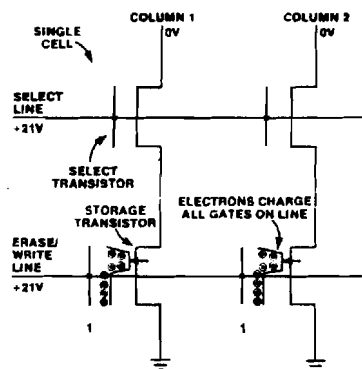 COLUMN 1
0V
COLUMN 2
0V
SINGLE
CELL
SELECT
LINE
+21V
SELECT
TRANSISTOR
STORAGE
TRANSISTOR
ELECTRONS CHARGE
ALL GATES ON LINE
ERASE/
WRITE
LINE
+21V
1
1